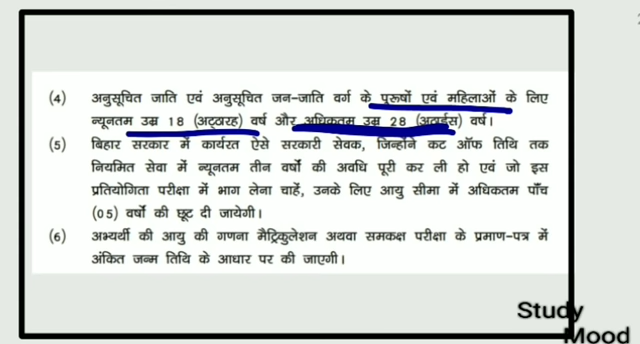 (4) अनुसूचित जाति एवं अनुसूचित जन-जाति वर्ग के पुरूषों एवं महिलाओं के लिए
न्यूनतम उम्र 18 (अट्ठारह) वर्ष और अधिकतम उम्र 28 (अठाईस) वर्ष।
(5) बिहार सरकार में कार्यरत ऐसे सरकारी सेवक, जिन्होंने कट ऑफ तिथि तक
नियमित सेवा में न्यूनतम तीन वर्षों की अवधि पूरी कर ली हो एवं जो इस
प्रतियोगिता परीक्षा में भाग लेना चाहें, उनके लिए आयु सीमा में अधिकतम पाँच
(05) वर्षों की छूट दी जायेगी।
(6) अभ्यर्थी की आयु की गणना मैट्रिकुलेशन अथवा समकक्ष परीक्षा के प्रमाण-पत्र में
अंकित जन्म तिथि के आधार पर की जाएगी।
Study
Mood